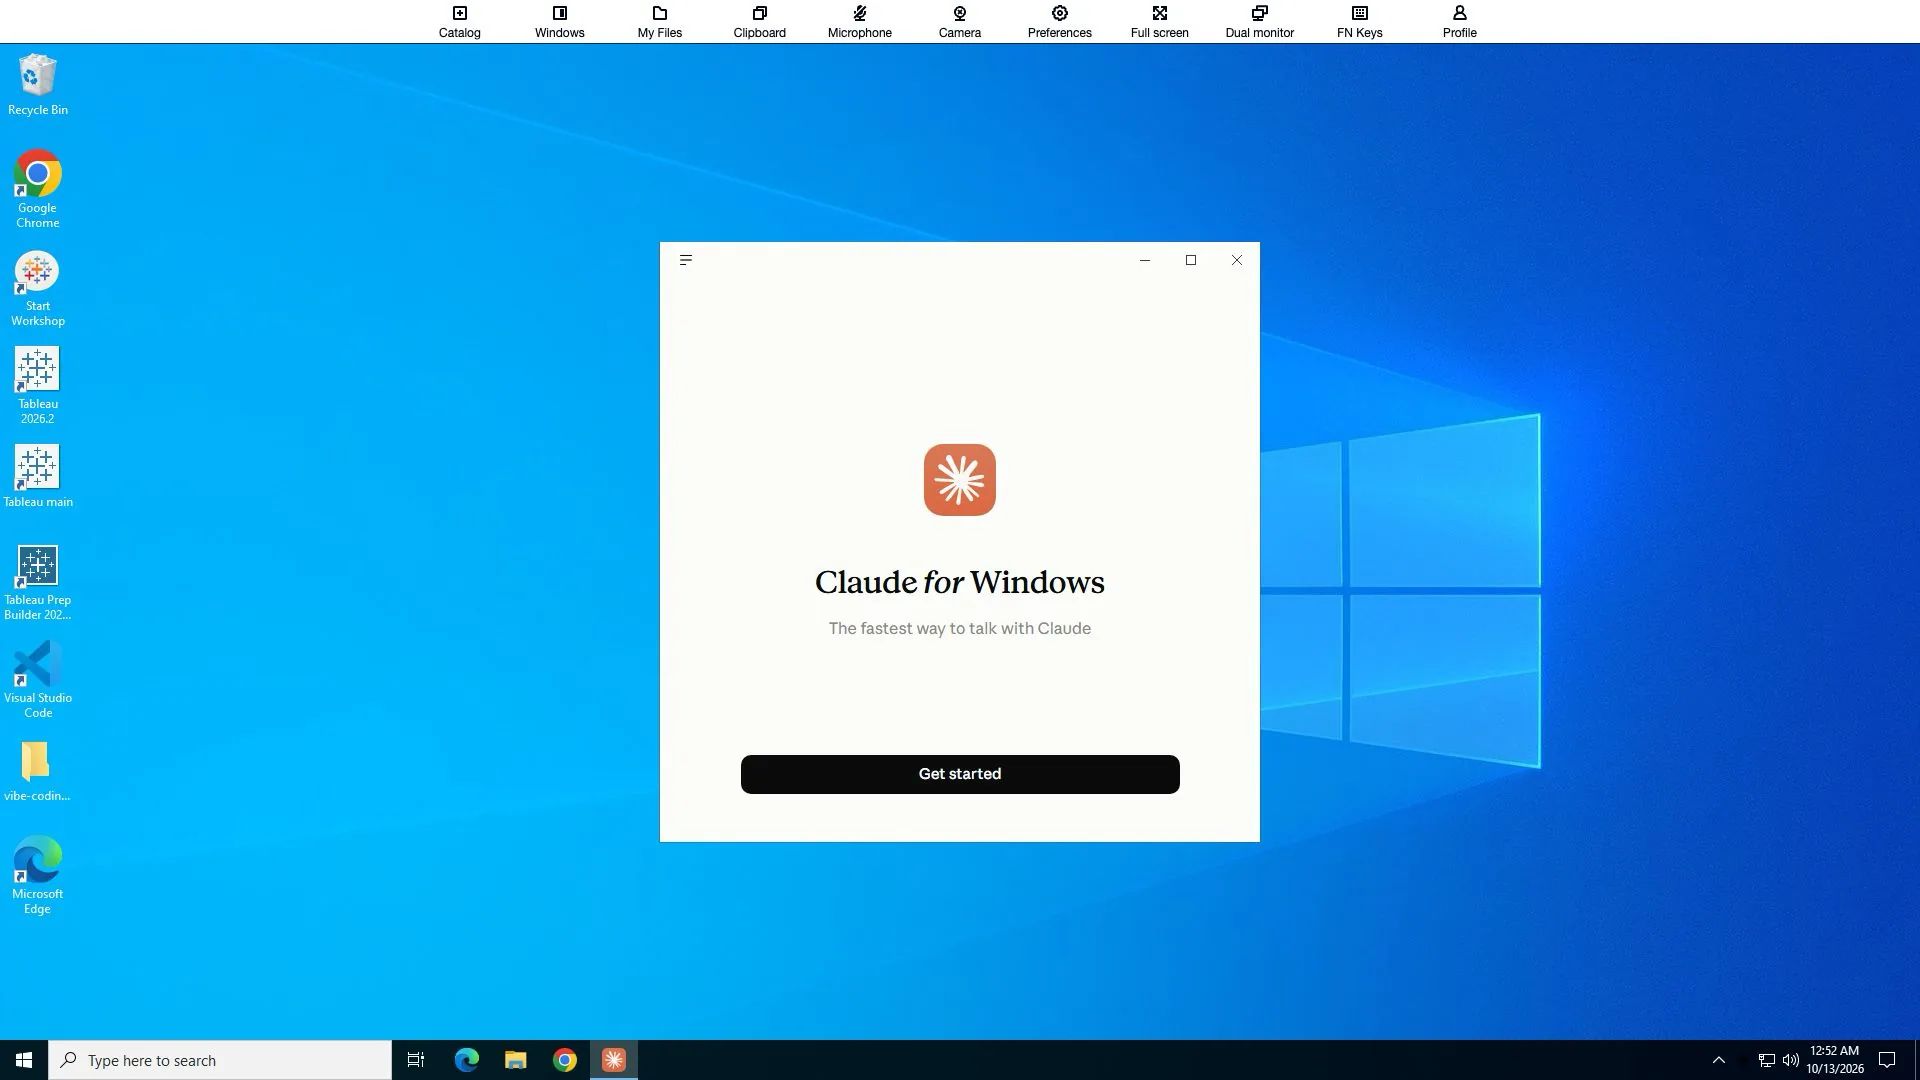 Catalog
Windows
My Files
Clipboard
Microphone
Camera
Preferences
Full screen
Dual monitor
FN Keys
Profile
Recycle Bin
Google
Chrome
Start
Workshop
Tableau
2026.2
Tableau main
Tableau Prep
Builder 202...
Visual Studio
Code
vibe-codin...
Microsoft
Edge
Claude for Windows
The fastest way to talk with Claude
Get started
Type here to search
12:52 AM
10/13/2026